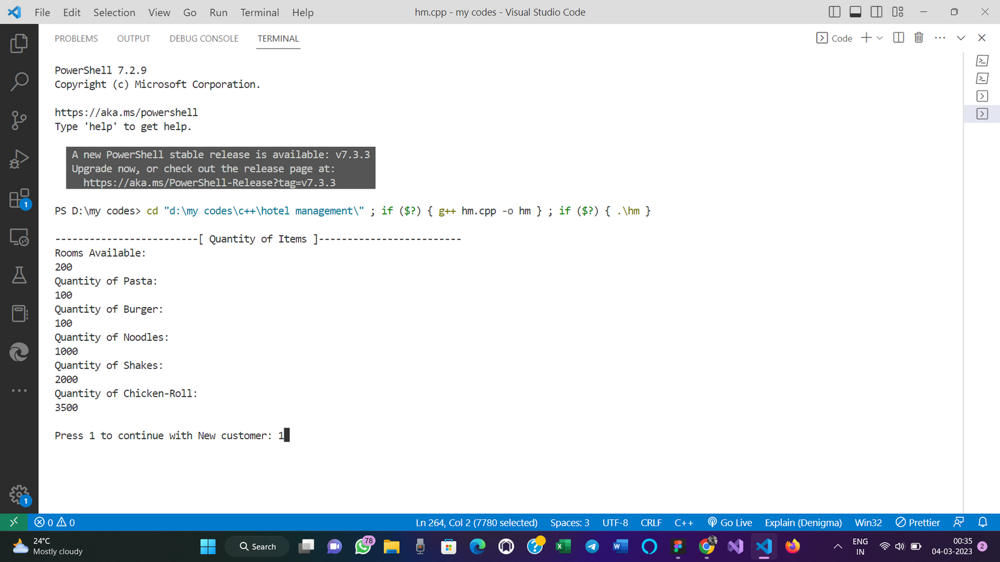 File Edit Selection View Go Run Terminal Help
hm.cpp - my codes - Visual Studio Code
PROBLEMS OUTPUT DEBUG CONSOLE TERMINAL
Code
PowerShell 7.2.9
Copyright (c) Microsoft Corporation.
https://aka.ms/powershell
Type 'help' to get help.
A new PowerShell stable release is available: v7.3.3
Upgrade now, or check out the release page at:
https://aka.ms/PowerShell-Release?tag=v7.3.3
PS D:\my codes> cd "d:\my codes\c++\hotel management\" ; if ($?) { g++ hm.cpp -o hm } ; if ($?) { .\hm }
-------------------------[ Quantity of Items ]-------------------------
Rooms Available:
200
Quantity of Pasta:
100
Quantity of Burger:
100
Quantity of Noodles:
1000
Quantity of Shakes:
2000
Quantity of Chicken-Roll:
3500
Press 1 to continue with New customer: 1
1
1
0 0
Ln 264, Col 2 (7780 selected) Spaces: 3 UTF-8 CRLF C++ Go Live Explain (Denigma) Win32 Prettier
24°C
Mostly cloudy
Search
78
ENG
IN
00:35
04-03-2023
2